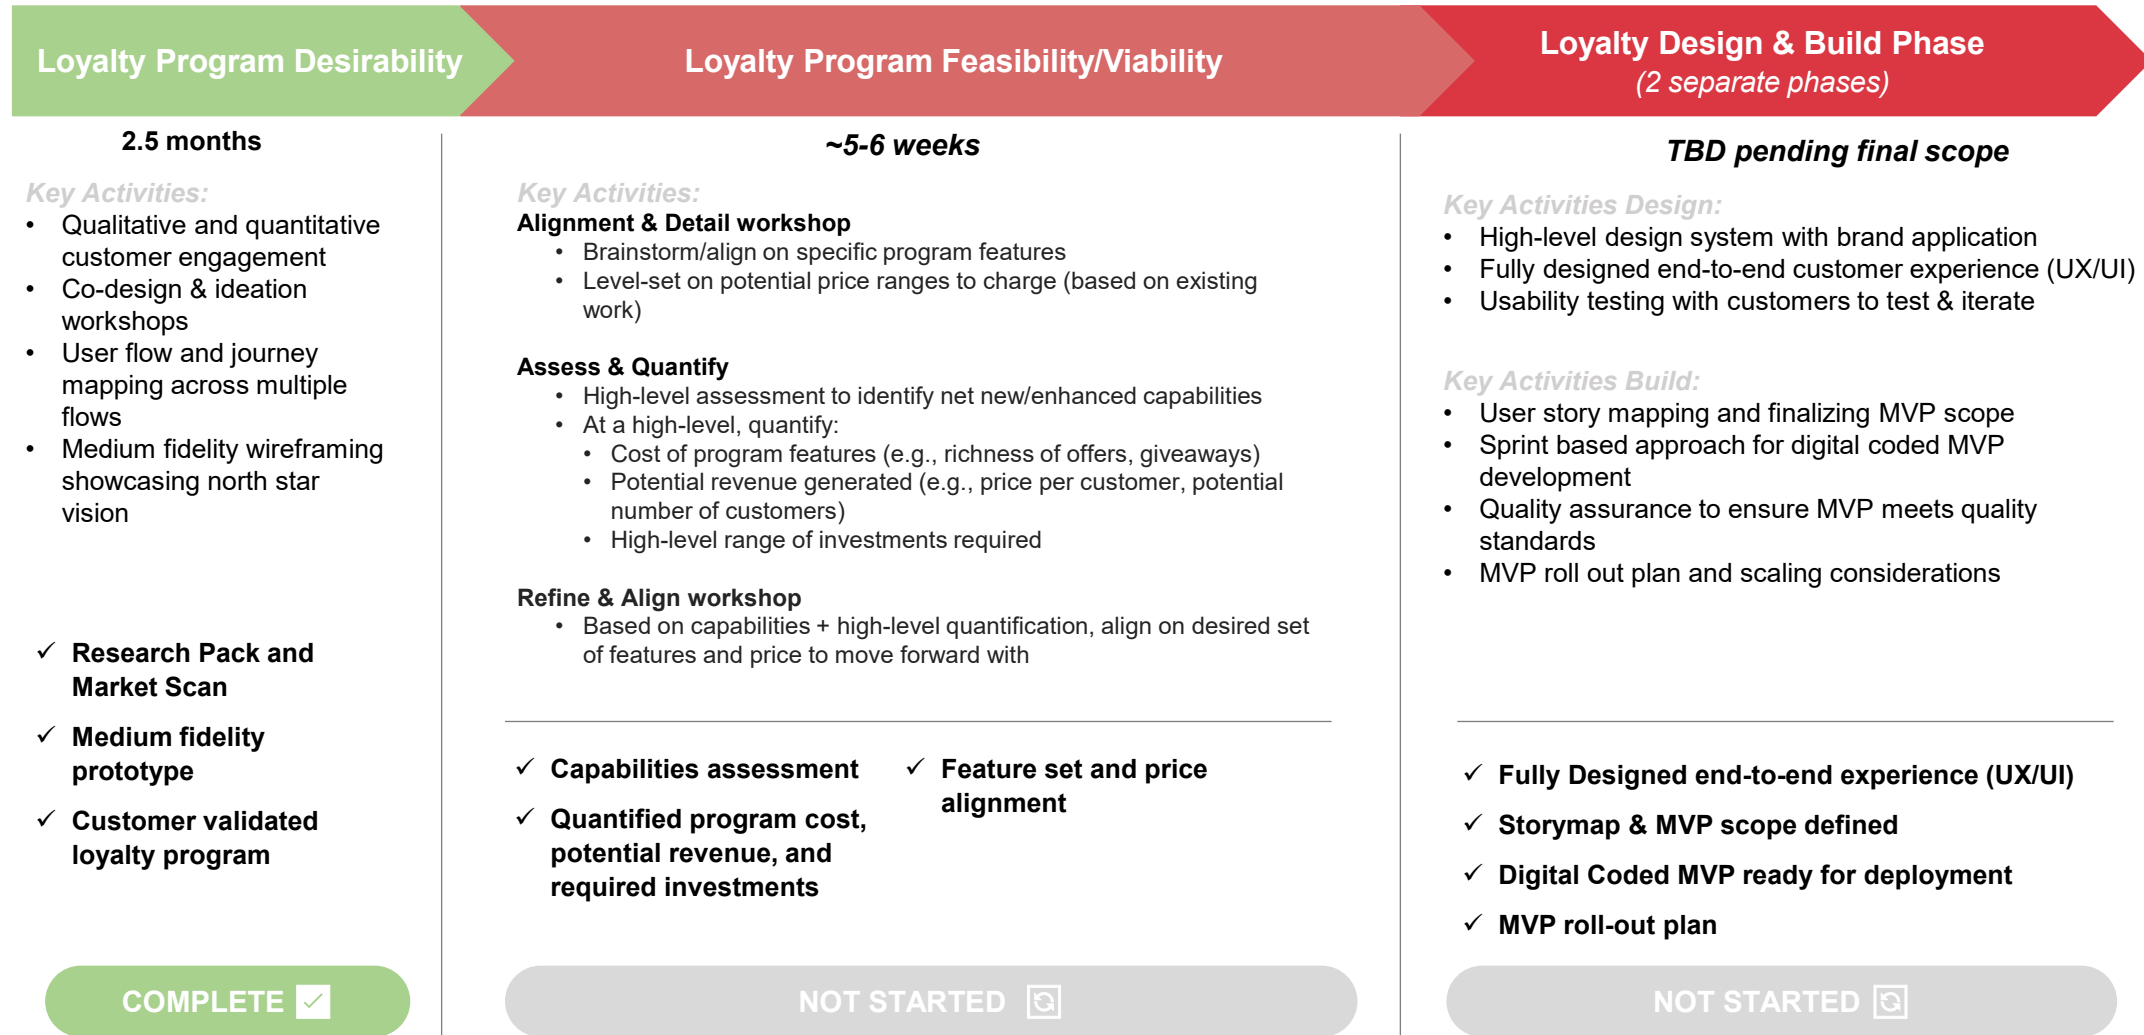 Loyalty Program Desirability
Loyalty Program Feasibility/Viability
Loyalty Design & Build Phase
(2 separate phases)
2.5 months
Key Activities:
• Qualitative and quantitative
customer engagement
• Co-design & ideation
workshops
• User flow and journey
mapping across multiple
flows
• Medium fidelity wireframing
showcasing north star
vision
✓ Research Pack and
Market Scan
✓ Medium fidelity
prototype
✓ Customer validated
loyalty program
COMPLETE
~5-6 weeks
Key Activities:
Alignment & Detail workshop
• Brainstorm/align on specific program features
• Level-set on potential price ranges to charge (based on existing
work)
Assess & Quantify
• High-level assessment to identify net new/enhanced capabilities
• At a high-level, quantify:
• Cost of program features (e.g., richness of offers, giveaways)
• Potential revenue generated (e.g., price per customer, potential
number of customers)
• High-level range of investments required
Refine & Align workshop
• Based on capabilities + high-level quantification, align on desired set
of features and price to move forward with
✓ Capabilities assessment
✓ Quantified program cost,
potential revenue, and
required investments
✓ Feature set and price
alignment
NOT STARTED
TBD pending final scope
Key Activities Design:
• High-level design system with brand application
• Fully designed end-to-end customer experience (UX/UI)
• Usability testing with customers to test & iterate
Key Activities Build:
• User story mapping and finalizing MVP scope
• Sprint based approach for digital coded MVP
development
• Quality assurance to ensure MVP meets quality
standards
• MVP roll out plan and scaling considerations
✓ Fully Designed end-to-end experience (UX/UI)
✓ Storymap & MVP scope defined
✓ Digital Coded MVP ready for deployment
✓ MVP roll-out plan
NOT STARTED